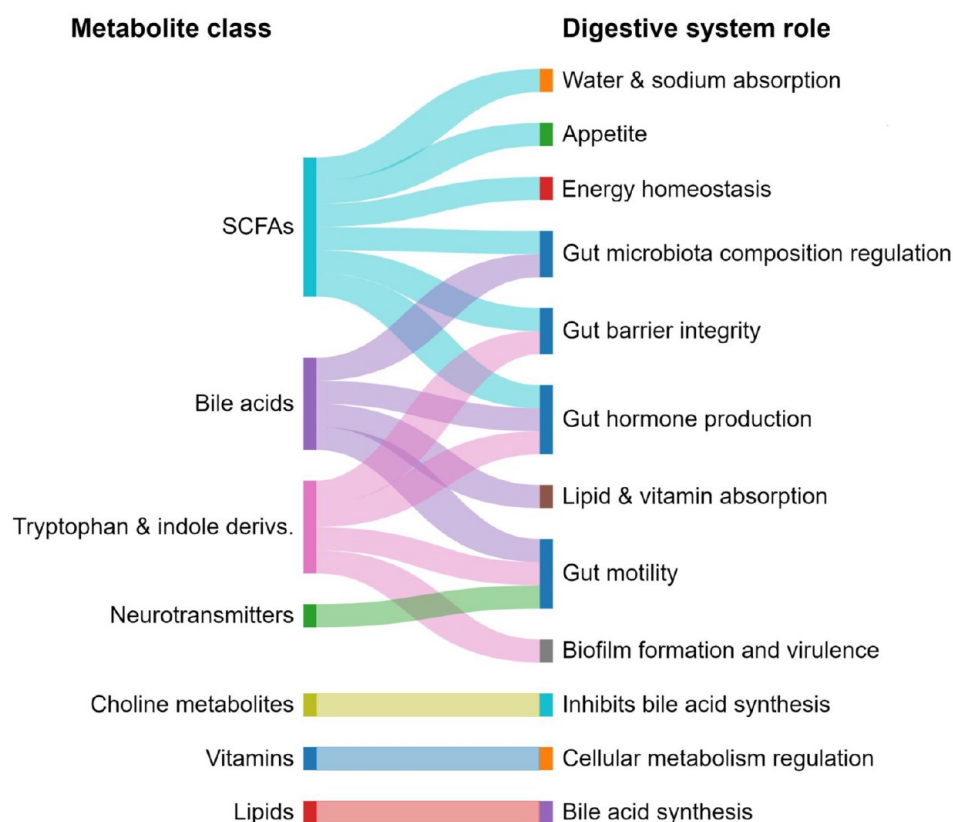 Metabolite class
Digestive system role
SCFAs
Bile acids
Tryptophan & indole derivs.
Neurotransmitters
Choline metabolites
Vitamins
Lipids
Water & sodium absorption
Appetite
Energy homeostasis
Gut microbiota composition regulation
Gut barrier integrity
Gut hormone production
Lipid & vitamin absorption
Gut motility
Biofilm formation and virulence
Inhibits bile acid synthesis
Cellular metabolism regulation
Bile acid synthesis